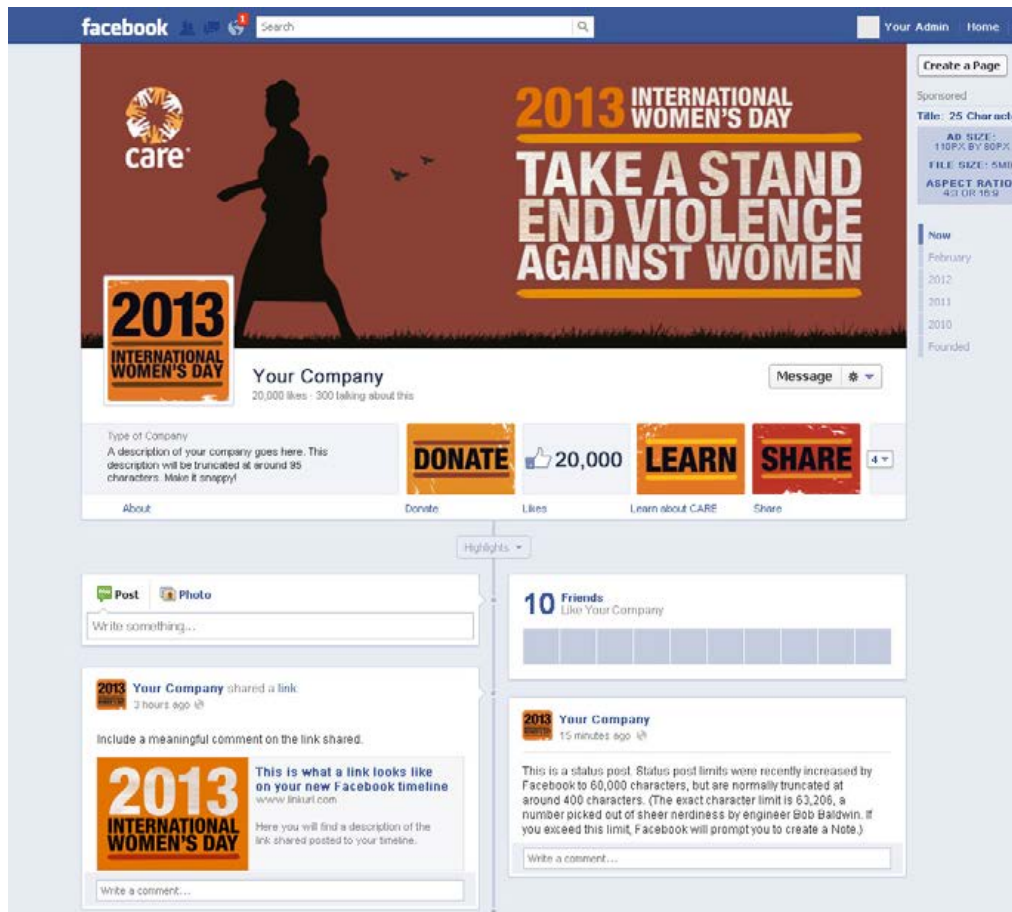 facebook
1
Search
Your Admin
Home
care
2013 INTERNATIONAL
WOMEN'S DAY
TAKE A STAND
END VIOLENCE
AGAINST WOMEN
Create a Page
Sponsored
Title: 25 Charact
AD SIZE:
110PX BY 80PX
FILE SIZE: 5MB
ASPECT RATIO
4:3 OR 16:9
Now
February
2012
2011
2010
Founded
2013
INTERNATIONAL
WOMEN'S DAY
Your Company
20,000 likes · 300 talking about this
Message
Type of Company
A description of your company goes here. This
description will be truncated at around 95
characters. Make it snappy!
DONATE
20,000
LEARN
SHARE
4
About
Donate
Likes
Learn about CARE
Share
Highlights
Post
Photo
Write something...
10 Friends
Like Your Company
2013
Your Company shared a link
3 hours ago
Include a meaningful comment on the link shared.
2013
INTERNATIONAL
WOMEN'S DAY
This is what a link looks like
on your new Facebook timeline
www.linkurl.com
Here you will find a description of the
link shared posted to your timeline.
Write a comment...
2013
Your Company
15 minutes ago
This is a status post. Status post limits were recently increased by
Facebook to 60,000 characters, but are normally truncated at
around 400 characters. (The exact character limit is 63,206, a
number picked out of sheer nerdiness by engineer Bob Baldwin. If
you exceed this limit, Facebook will prompt you to create a Note.)
Write a comment...